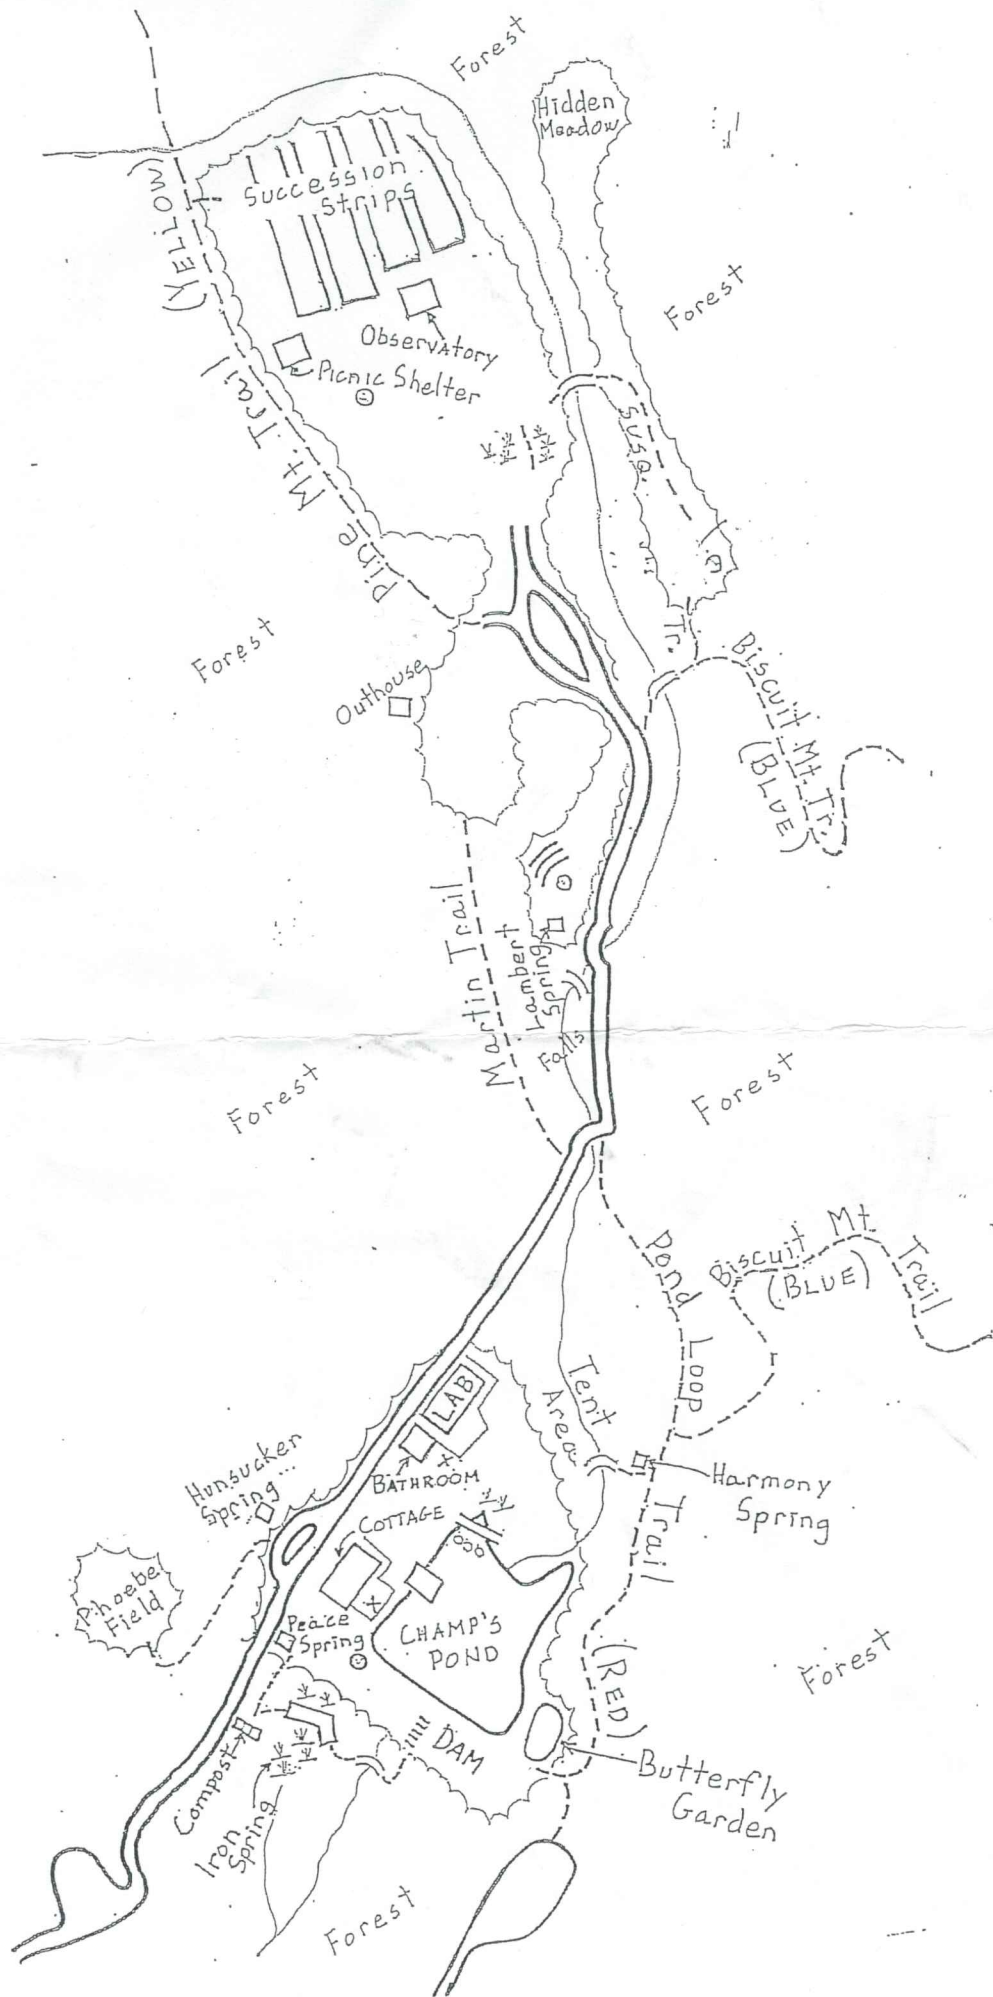 Forest
Hidden
Meadow
Succession
Strips
(YELLOW)
Pine Mt. Trail
Forest
Observatory
Picnic Shelter
SUSQ. Tr.
Forest
Outhouse
Biscuit Mt. Tr.
(BLUE)
Martin Trail
Lambert
Spring
Falls
Forest
Forest
Pond Loop Trail
(RED)
Biscuit Mt. Trail
(BLUE)
LAB
Tent
Area
BATHROOM
Hunsucker
Spring
COTTAGE
Harmony
Spring
Phoebe
Field
X
X
Peace
Spring
CHAMP'S
POND
Forest
DAM
Compost
Iron
Spring
Butterfly
Garden
Forest